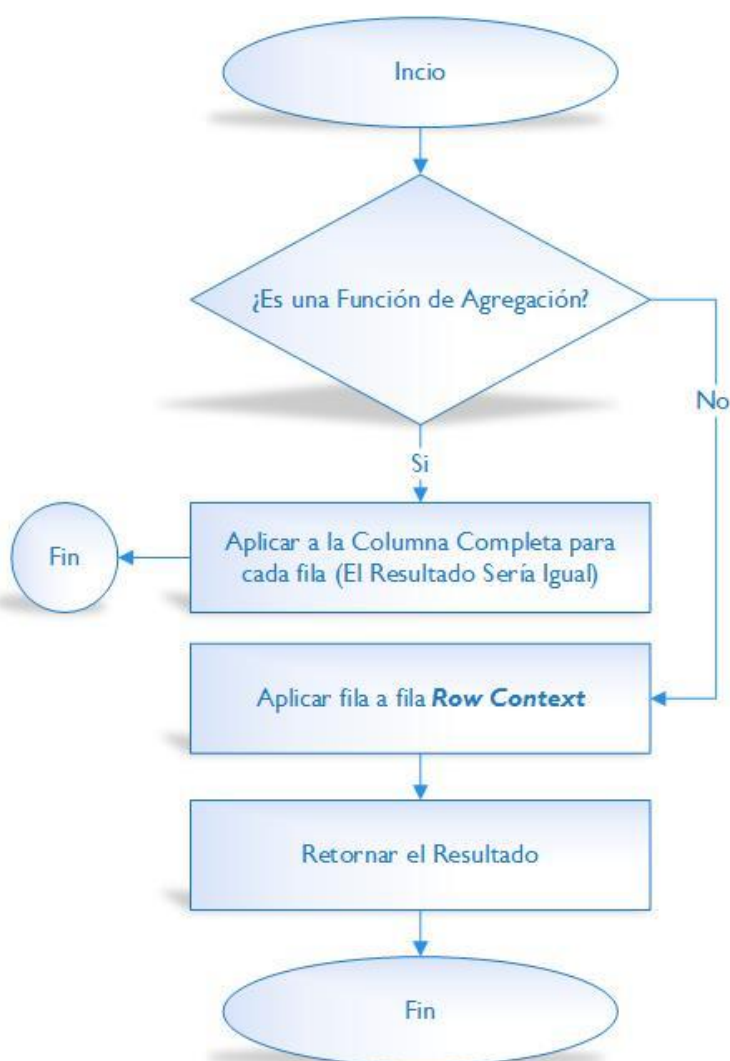 Incio
¿Es una Función de Agregación?
No
Si
Aplicar a la Columna Completa para
cada fila (El Resultado Sería Igual)
Fin
Aplicar fila a fila Row Context
Retornar el Resultado
Fin